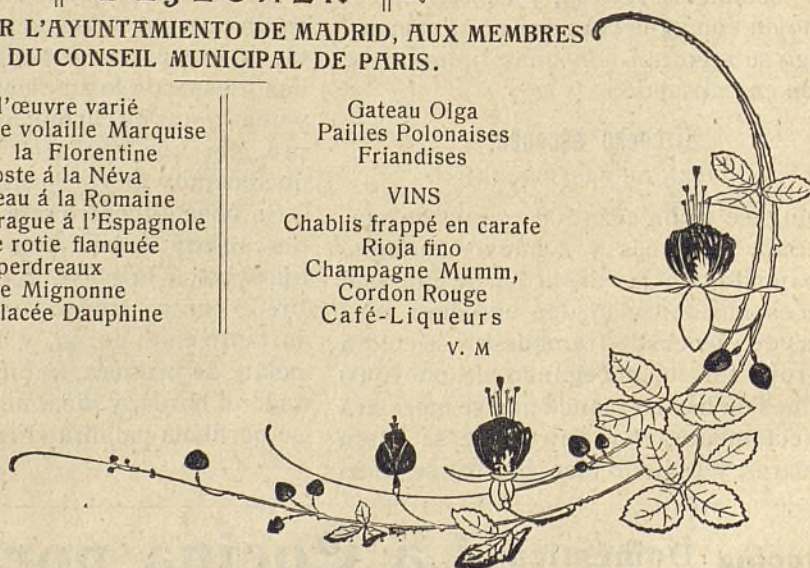 R L'AYUNTAMIENTO DE MADRID, AUX MEMBRES
DU CONSEIL MUNICIPAL DE PARIS.
l'œuvre varié
e volaille Marquise
la Florentine
oste á la Néva
eau á la Romaine
rague á l'Espagnole
e rotie flanquée
perdreaux
e Mignonne
lacée Dauphine
Gateau Olga
Pailles Polonaises
Friandises
VINS
Chablis frappé en carafe
Rioja fino
Champagne Mumm,
Cordon Rouge
Café-Liqueurs
V. M